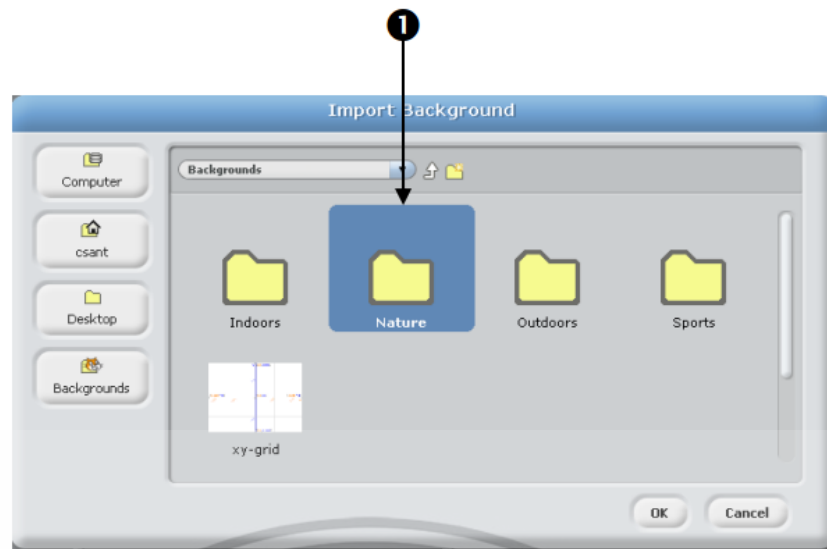 1
Import Background
Computer
csant
Desktop
Backgrounds
Backgrounds
Indoors
Nature
Outdoors
Sports
xy-grid
OK
Cancel